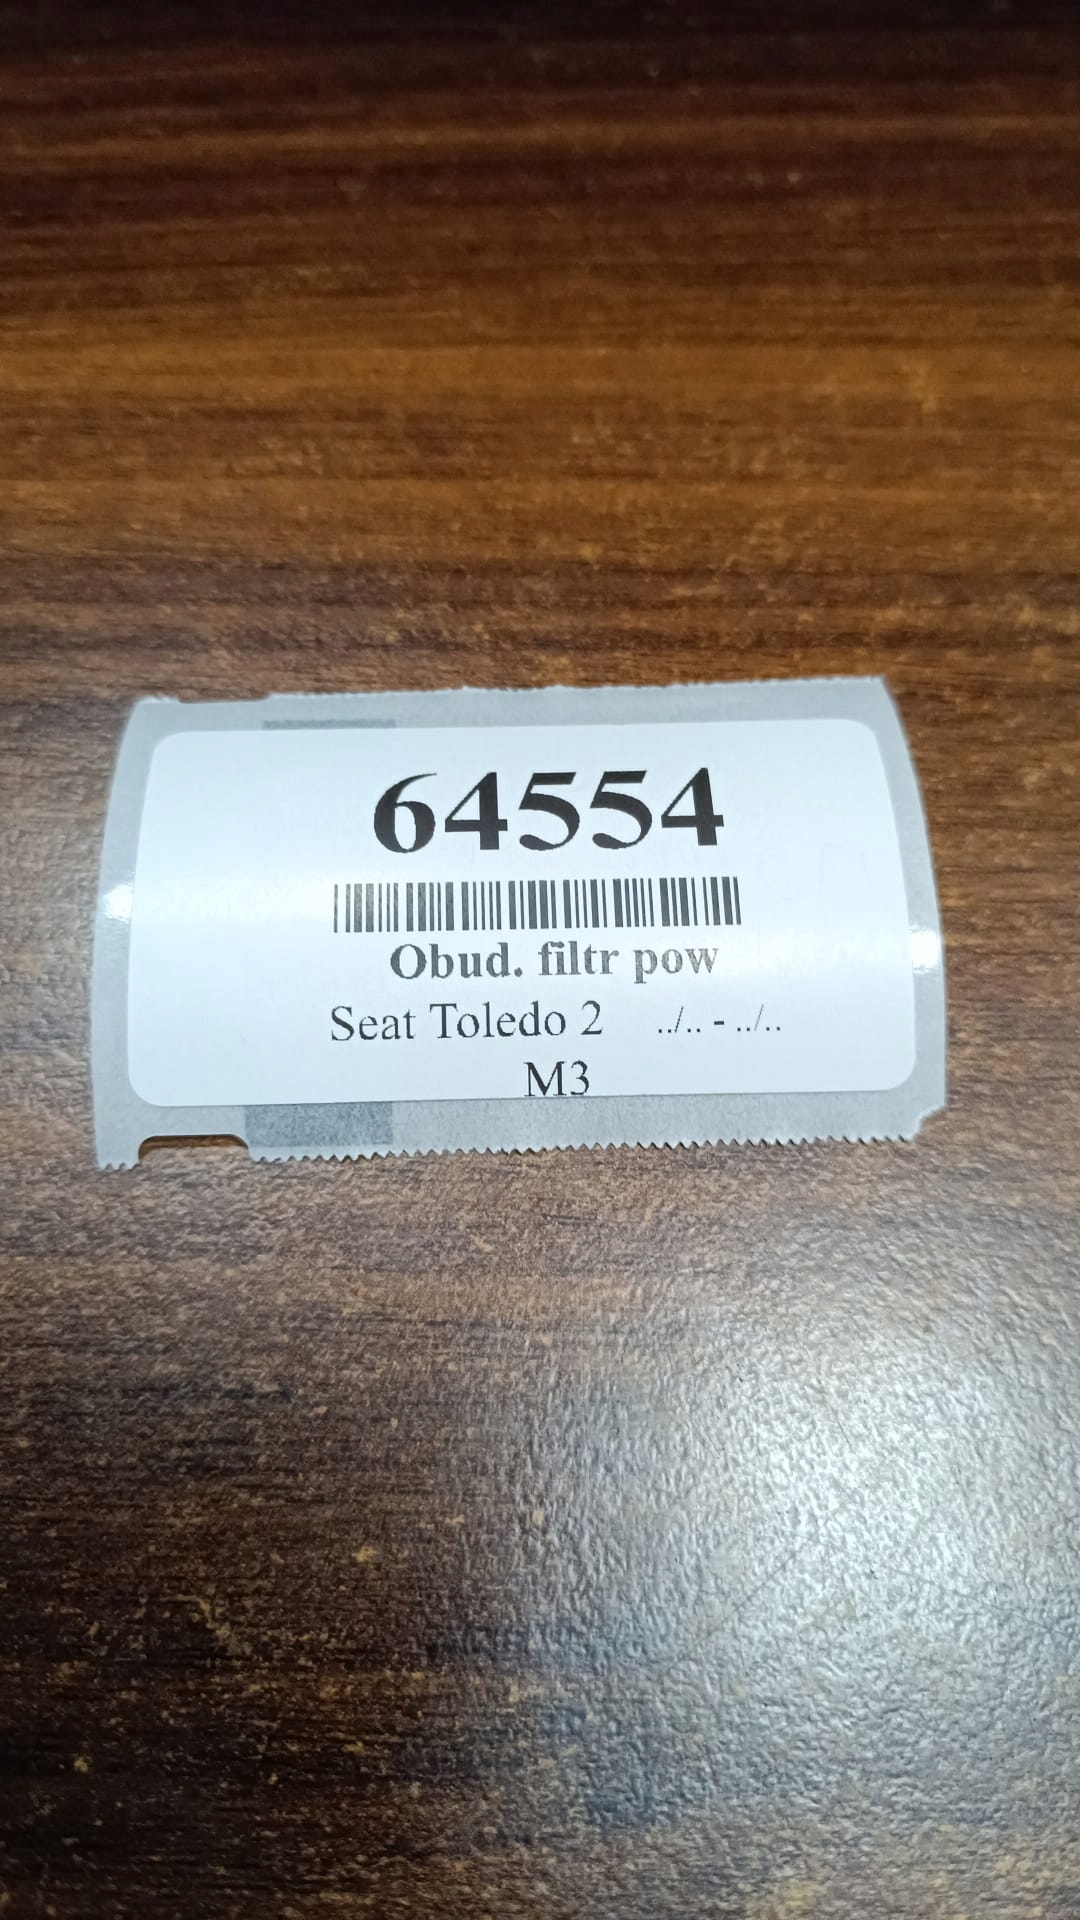 64554
Obud. filtr pow
Seat Toledo 2 ../.. - ../..
M3